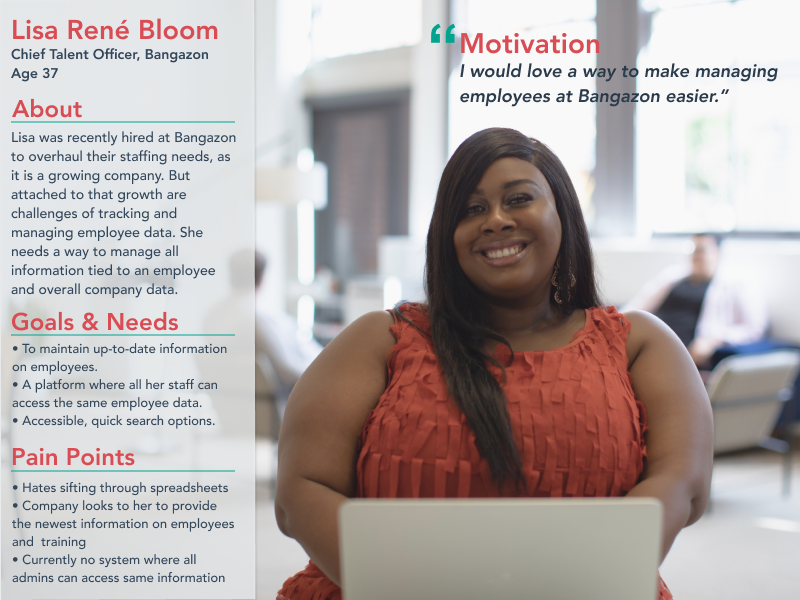 Lisa René Bloom
Chief Talent Officer, Bangazon
Age 37
About
Lisa was recently hired at Bangazon
to overhaul their staffing needs, as
it is a growing company. But
attached to that growth are
challenges of tracking and
managing employee data. She
needs a way to manage all
information tied to an employee
and overall company data.
Goals & Needs
• To maintain up-to-date information
on employees.
• A platform where all her staff can
access the same employee data.
• Accessible, quick search options.
Pain Points
• Hates sifting through spreadsheets
• Company looks to her to provide
the newest information on employees
and  training
• Currently no system where all
admins can access same information
“ Motivation
I would love a way to make managing
employees at Bangazon easier.”